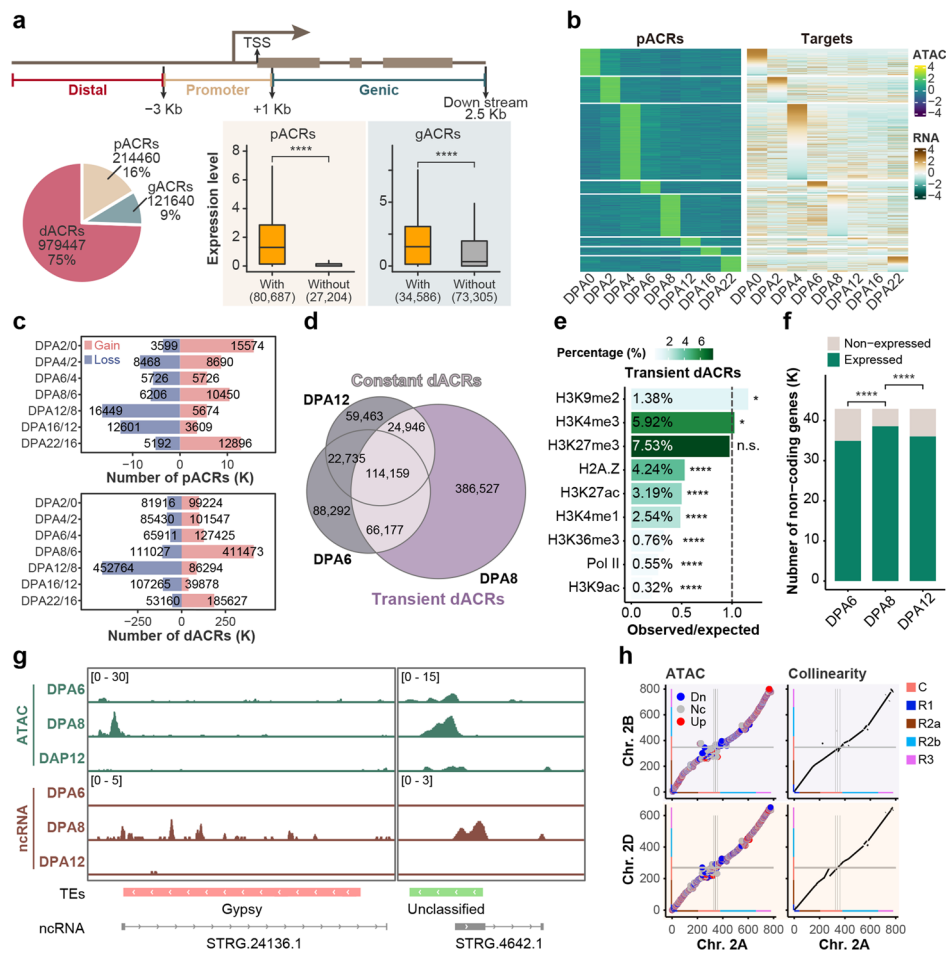 a
TSS
Distal
Promoter
Genic
−3 Kb
+1 Kb
Down stream
2.5 Kb
pACRs
214460
16%
gACRs
121640
9%
dACRs
979447
75%
pACRs
gACRs
Expression level
8
6
4
2
0
****
****
With
(80,687)
Without
(27,204)
With
(34,586)
Without
(73,305)
b
pACRs
Targets
ATAC
4
2
0
−2
−4
RNA
4
2
0
−2
−4
DPA0
DPA2
DPA4
DPA6
DPA8
DPA12
DPA16
DPA22
DPA0
DPA2
DPA4
DPA6
DPA8
DPA12
DPA16
DPA22
c
Gain
Loss
DPA2/0 3599 15574
DPA4/2 8468 8690
DPA6/4 5726 5726
DPA8/6 6206 10450
DPA12/8 16449 5674
DPA16/12 12601 3609
DPA22/16 5192 12896
−10 0 10
Number of pACRs (K)
DPA2/0 81916 99224
DPA4/2 85430 101547
DPA6/4 65911 127425
DPA8/6 111027 411473
DPA12/8 452764 86294
DPA16/12 107265 39878
DPA22/16 53160 185627
−250 0 250
Number of dACRs (K)
d
Constant dACRs
DPA12
59,463
24,946
22,735
114,159
386,527
88,292
66,177
DPA6
DPA8
Transient dACRs
e
2 4 6
Percentage (%)
Transient dACRs
H3K9me2 1.38% *
H3K4me3 5.92% *
H3K27me3 7.53% n.s.
H2A.Z 4.24% ****
H3K27ac 3.19% ****
H3K4me1 2.54% ****
H3K36me3 0.76% ****
Pol II 0.55% ****
H3K9ac 0.32% ****
0.0 0.5 1.0
Observed/expected
f
Non−expressed
Expressed
Nubmer of non-coding genes (K)
40
30
20
10
0
****
****
DPA6
DPA8
DPA12
g
ATAC
DPA6
DPA8
DAP12
[0 - 30]
[0 - 15]
ncRNA
DPA6
DPA8
DPA12
[0 - 5]
[0 - 3]
TEs
Gypsy
Unclassified
ncRNA
STRG.24136.1
STRG.4642.1
h
ATAC
Collinearity
Dn
Nc
Up
C
R1
R2a
R2b
R3
Chr. 2B
800
600
400
200
0
Chr. 2D
800
600
400
200
0
0 200 400 600 800
0 200 400 600 800
Chr. 2A
Chr. 2A